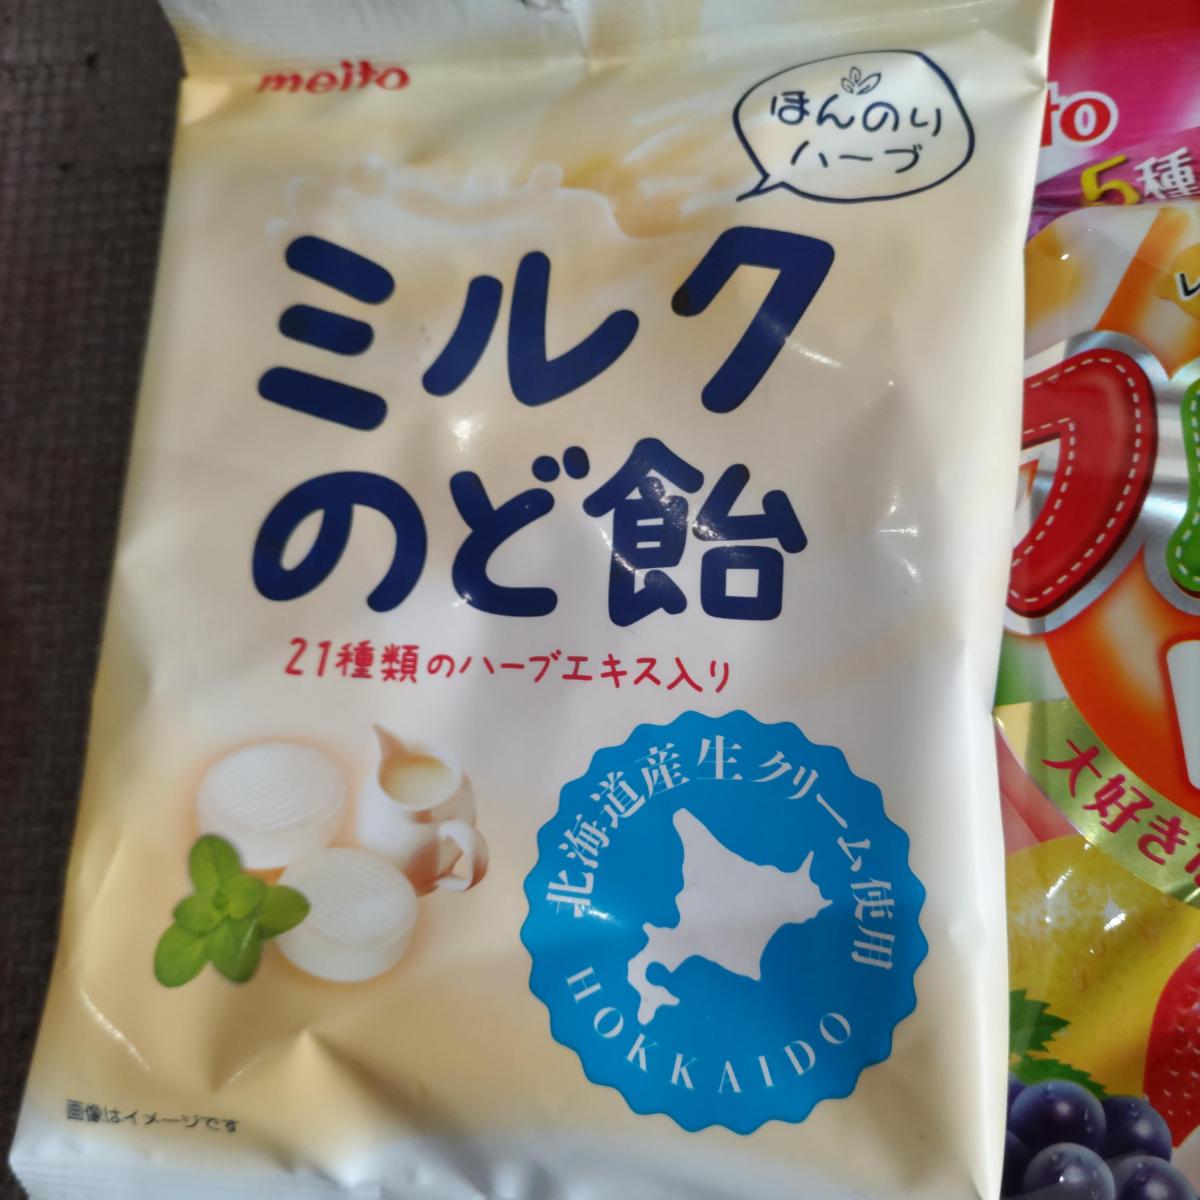 meito
ほんのり
ハーブ
ミルク
のど飴
21種類のハーブエキス入り
北海道産生クリーム使用
HOKKAIDO
画像はイメージです
5種
大好き